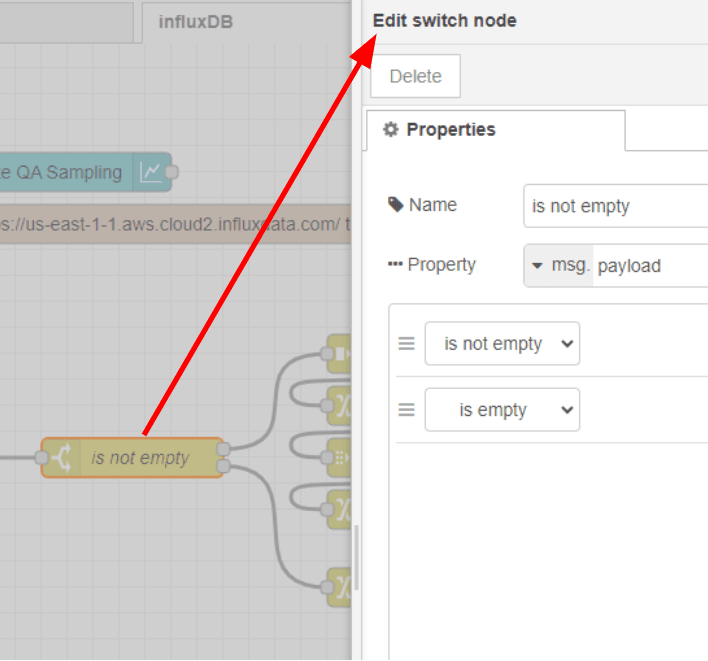 influxDB
Edit switch node
Delete
Properties
QA Sampling
Name
is not empty
s://us-east-1-1.aws.cloud2.influxdata.com/ t
Property
msg. payload
is not empty
is empty
is not empty